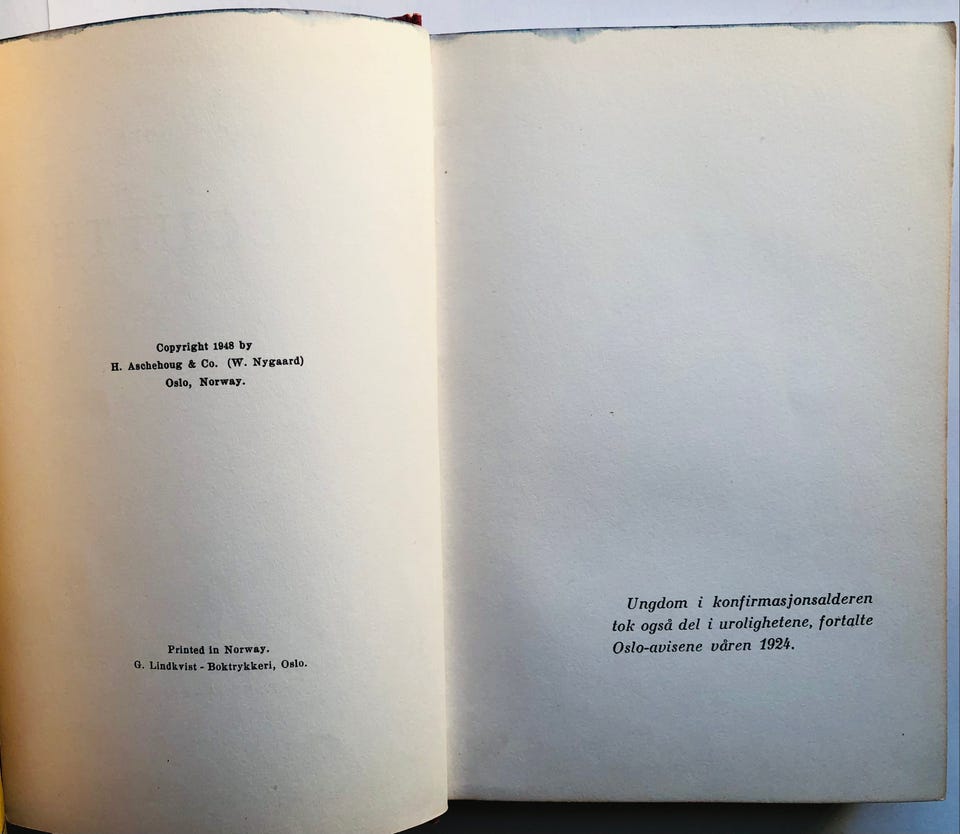 Copyright 1948 by
H. Aschehoug & Co. (W. Nygaard)
Oslo, Norway.
Printed in Norway.
G. Lindkvist - Boktrykkeri, Oslo.
Ungdom i konfirmasjonsalderen
tok også del i urolighetene, fortalte
Oslo-avisene våren 1924.